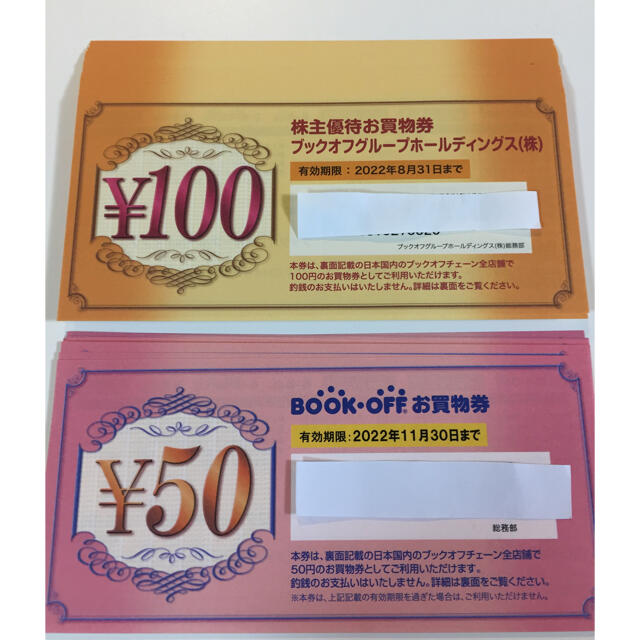 ¥100
株主優待お買物券
ブックオフグループホールディングス(株)
有効期限：2022年8月31日まで
ブックオフグループホールディングス(株)総務部
本券は、裏面記載の日本国内のブックオフチェーン全店舗で
100円のお買物券としてご利用いただけます。
釣銭のお支払いはいたしません。詳細は裏面をご覧ください。
¥50
BOOK・OFF お買物券
有効期限：2022年11月30日まで
総務部
本券は、裏面記載の日本国内のブックオフチェーン全店舗で
50円のお買物券としてご利用いただけます。
釣銭のお支払いはいたしません。詳細は裏面をご覧ください。
※本券は、上記記載の有効期限を過ぎた場合は、ご利用いただけません。